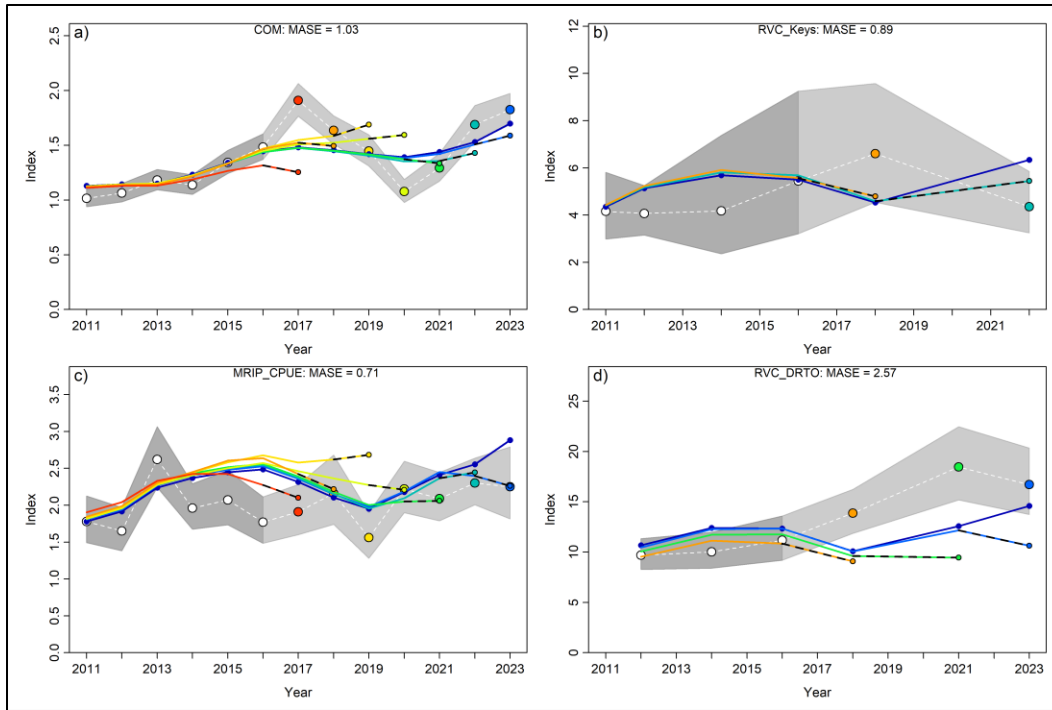 a)
COM: MASE = 1.03
2.5
2.0
1.5
1.0
0.5
0.0
Index
2011 2013 2015 2017 2019 2021 2023
Year
b)
RVC_Keys: MASE = 0.89
12
10
8
6
4
2
0
Index
2011 2013 2015 2017 2019 2021
Year
c)
MRIP_CPUE: MASE = 0.71
3.5
3.0
2.5
2.0
1.5
1.0
0.5
0.0
Index
2011 2013 2015 2017 2019 2021 2023
Year
d)
RVC_DRTO: MASE = 2.57
25
20
15
10
5
0
Index
2011 2013 2015 2017 2019 2021 2023
Year